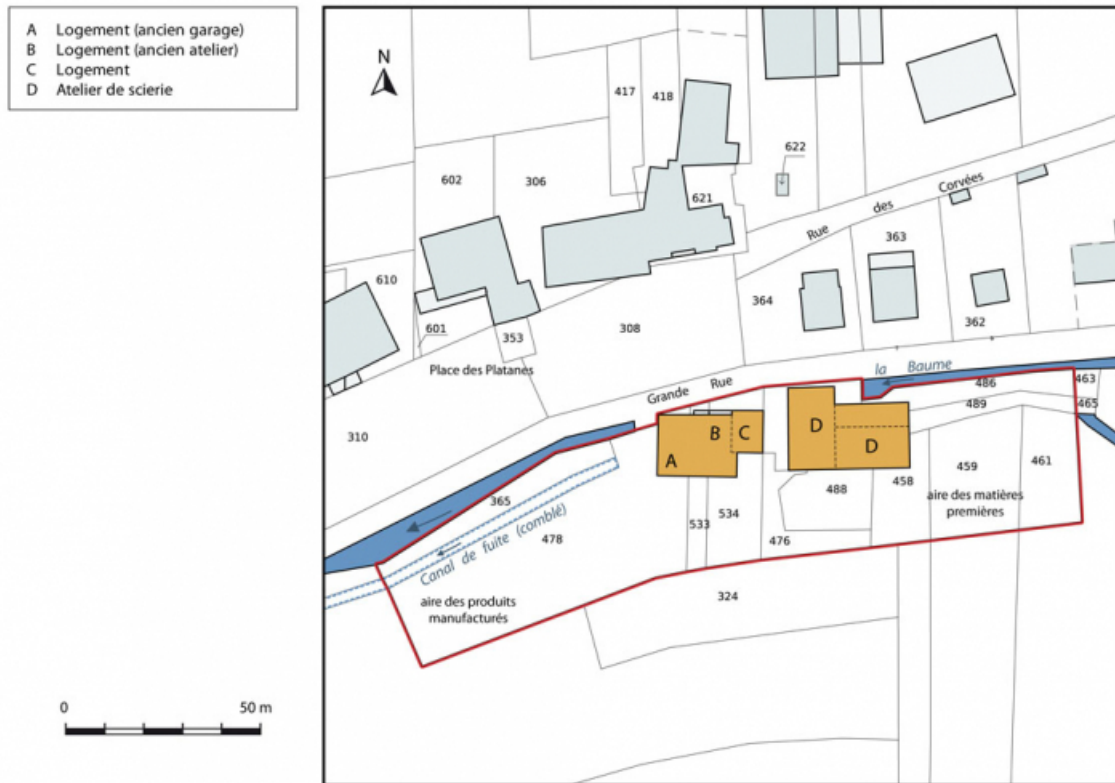 A Logement (ancien garage)
B Logement (ancien atelier)
C Logement
D Atelier de scierie
N
417
418
622
602
306
621
Rue des Corvées
363
610
364
601
353
308
362
Place des Platanes
la Baume
486
463
Grande Rue
489
465
310
B
C
D
D
A
365
459
461
488
458
aire des matières
premières
534
533
478
476
Canal de fuite (comblé)
aire des produits
manufacturés
324
0 50 m